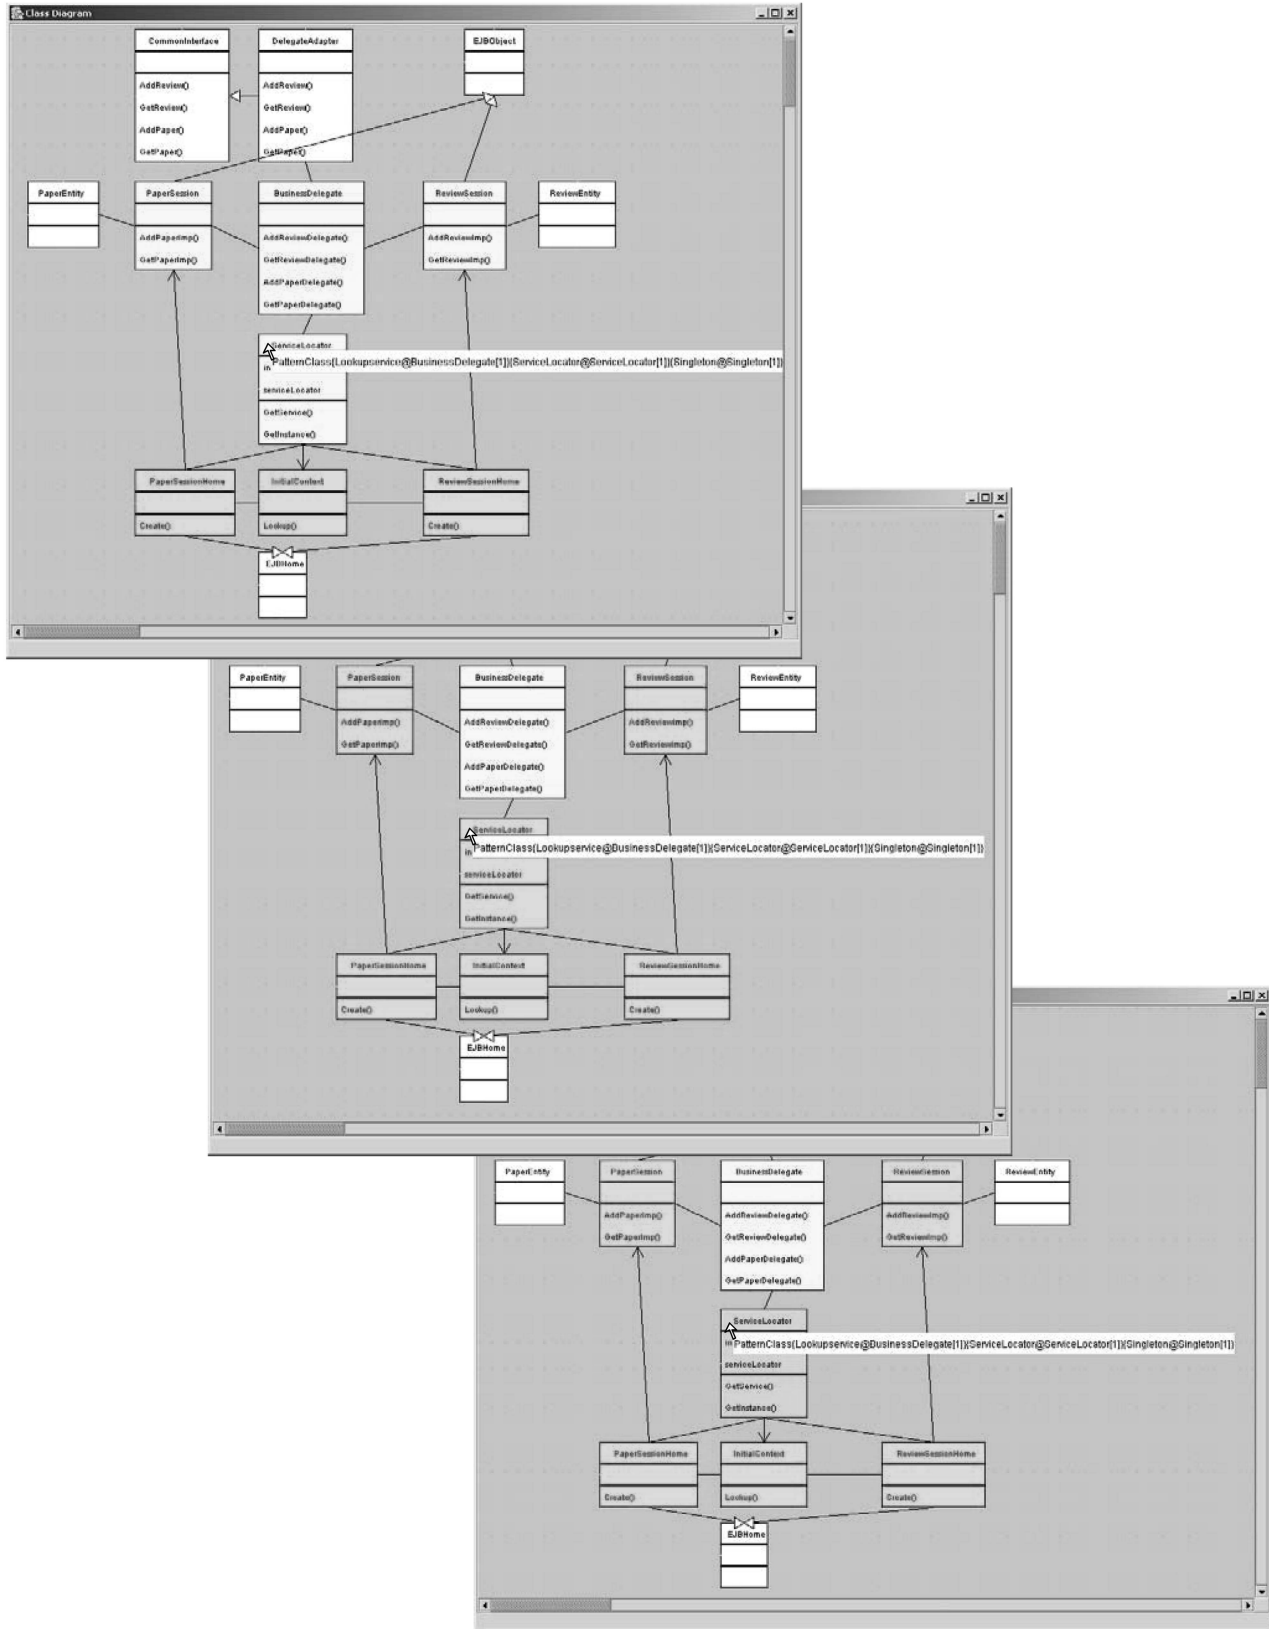 Class Diagram
CommonInterface
AddReview()
GetReview()
AddPaper()
GetPaper()
DelegateAdapter
AddReview()
GetReview()
AddPaper()
GetPaper()
EJBObject
PaperEntity
PaperSession
AddPaperImp()
GetPaperImp()
BusinessDelegate
AddReviewDelegate()
GetReviewDelegate()
AddPaperDelegate()
GetPaperDelegate()
ReviewSession
AddReviewImp()
GetReviewImp()
ReviewEntity
ServiceLocator
in
PatternClass{Lookupservice@BusinessDelegate[1]}{ServiceLocator@ServiceLocator[1]}{Singleton@Singleton[1]}
serviceLocator
GetService()
GetInstance()
PaperSessionHome
Create()
InitialContext
Lookup()
ReviewSessionHome
Create()
EJBHome
PaperEntity
PaperSession
AddPaperImp()
GetPaperImp()
BusinessDelegate
AddReviewDelegate()
GetReviewDelegate()
AddPaperDelegate()
GetPaperDelegate()
ReviewSession
AddReviewImp()
GetReviewImp()
ReviewEntity
ServiceLocator
in
PatternClass{Lookupservice@BusinessDelegate[1]}{ServiceLocator@ServiceLocator[1]}{Singleton@Singleton[1]}
serviceLocator
GetService()
GetInstance()
PaperSessionHome
Create()
InitialContext
Lookup()
ReviewSessionHome
Create()
EJBHome
PaperEntity
PaperSession
AddPaperImp()
GetPaperImp()
BusinessDelegate
AddReviewDelegate()
GetReviewDelegate()
AddPaperDelegate()
GetPaperDelegate()
ReviewSession
AddReviewImp()
GetReviewImp()
ReviewEntity
ServiceLocator
in
PatternClass{Lookupservice@BusinessDelegate[1]}{ServiceLocator@ServiceLocator[1]}{Singleton@Singleton[1]}
serviceLocator
GetService()
GetInstance()
PaperSessionHome
Create()
InitialContext
Lookup()
ReviewSessionHome
Create()
EJBHome